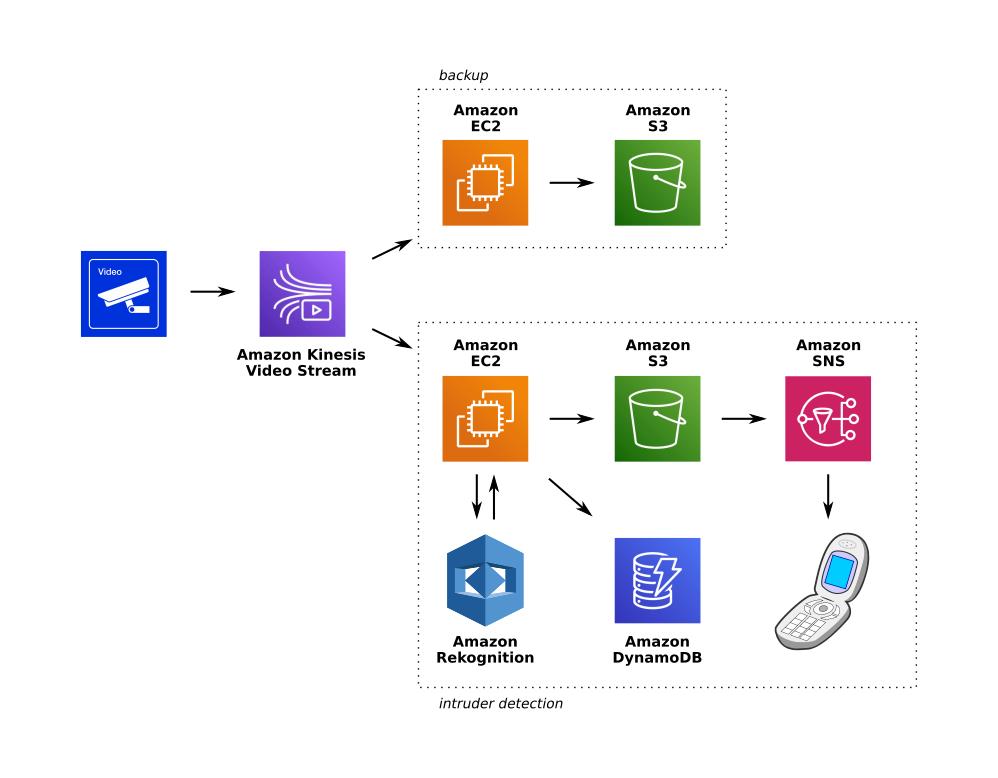 backup
Amazon
EC2
Amazon
S3
Video
Amazon Kinesis
Video Stream
Amazon
EC2
Amazon
S3
Amazon
SNS
Amazon
Rekognition
Amazon
DynamoDB
intruder detection